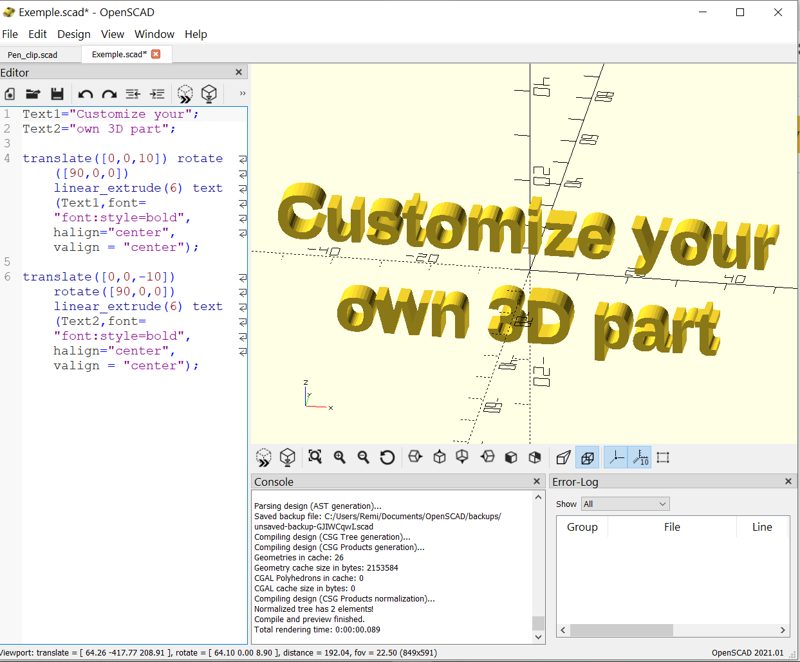 Exemple.scad* - OpenSCAD
File Edit Design View Window Help
Pen_clip.scad Exemple.scad*
Editor
1 Text1="Customize your";
2 Text2="own 3D part";
3
4 translate([0,0,10]) rotate
([90,0,0])
linear_extrude(6) text
(Text1,font=
"font:style=bold",
halign="center",
valign = "center");
5
6 translate([0,0,-10])
rotate([90,0,0])
linear_extrude(6) text
(Text2,font=
"font:style=bold",
halign="center",
valign = "center");
Customize your
own 3D part
-40 -20 20 40
20
-20
z
y
x
10
Console
Parsing design (AST generation)...
Saved backup file: C:/Users/Remi/Documents/OpenSCAD/backups/
unsaved-backup-GJIWCqwI.scad
Compiling design (CSG Tree generation)...
Compiling design (CSG Products generation)...
Geometries in cache: 26
Geometry cache size in bytes: 2153584
CGAL Polyhedrons in cache: 0
CGAL cache size in bytes: 0
Compiling design (CSG Products normalization)...
Normalized tree has 2 elements!
Compile and preview finished.
Total rendering time: 0:00:00.089
Error-Log
Show All
Group File Line
Viewport: translate = [ 64.26 -417.77 208.91 ], rotate = [ 64.10 0.00 8.90 ], distance = 192.04, fov = 22.50 (849x591)
OpenSCAD 2021.01